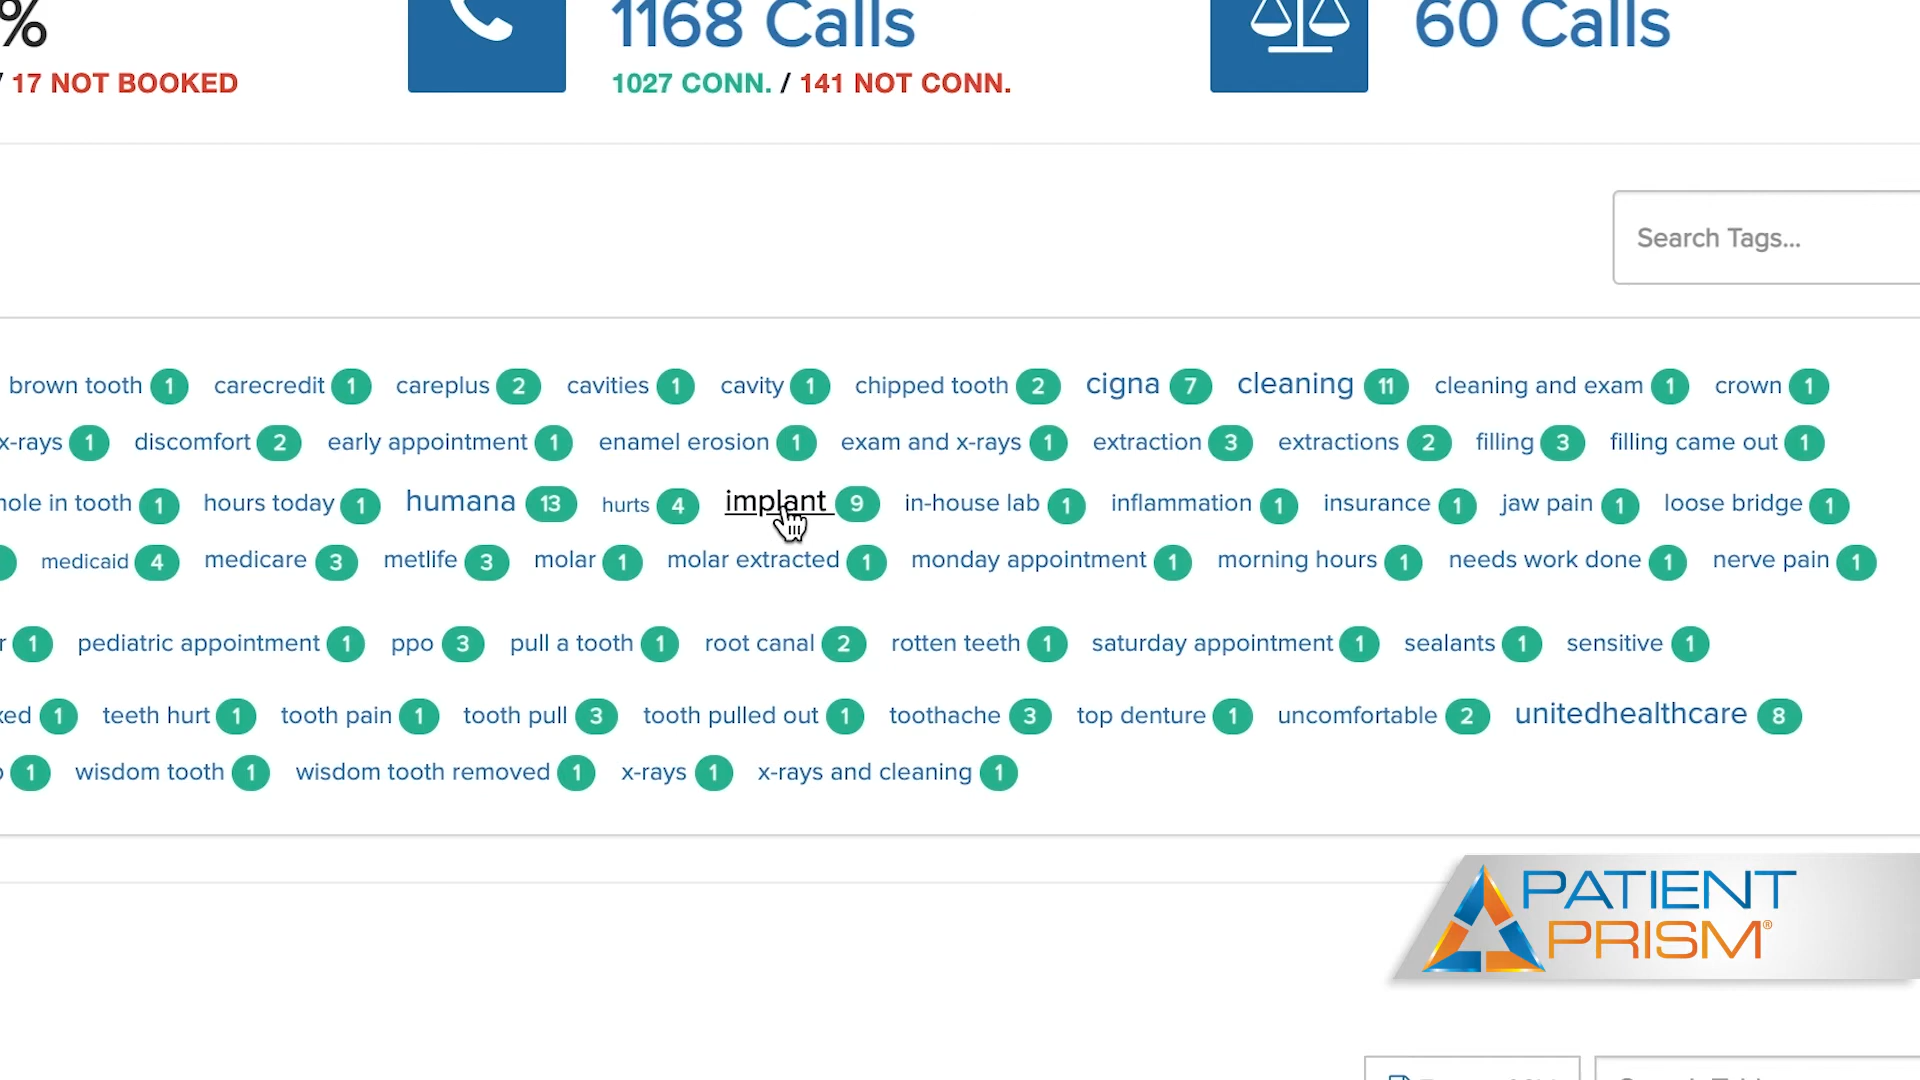 %
1168 Calls
60 Calls
/ 17 NOT BOOKED
1027 CONN. / 141 NOT CONN.
Search Tags...
brown tooth 1 carecredit 1 careplus 2 cavities 1 cavity 1 chipped tooth 2 cigna 7 cleaning 11 cleaning and exam 1 crown 1
x-rays 1 discomfort 2 early appointment 1 enamel erosion 1 exam and x-rays 1 extraction 3 extractions 2 filling 3 filling came out 1
hole in tooth 1 hours today 1 humana 13 hurts 4 implant 9 in-house lab 1 inflammation 1 insurance 1 jaw pain 1 loose bridge 1
medicaid 4 medicare 3 metlife 3 molar 1 molar extracted 1 monday appointment 1 morning hours 1 needs work done 1 nerve pain 1
r 1 pediatric appointment 1 ppo 3 pull a tooth 1 root canal 2 rotten teeth 1 saturday appointment 1 sealants 1 sensitive 1
xed 1 teeth hurt 1 tooth pain 1 tooth pull 3 tooth pulled out 1 toothache 3 top denture 1 uncomfortable 2 unitedhealthcare 8
1 wisdom tooth 1 wisdom tooth removed 1 x-rays 1 x-rays and cleaning 1
PATIENT
PRISM®